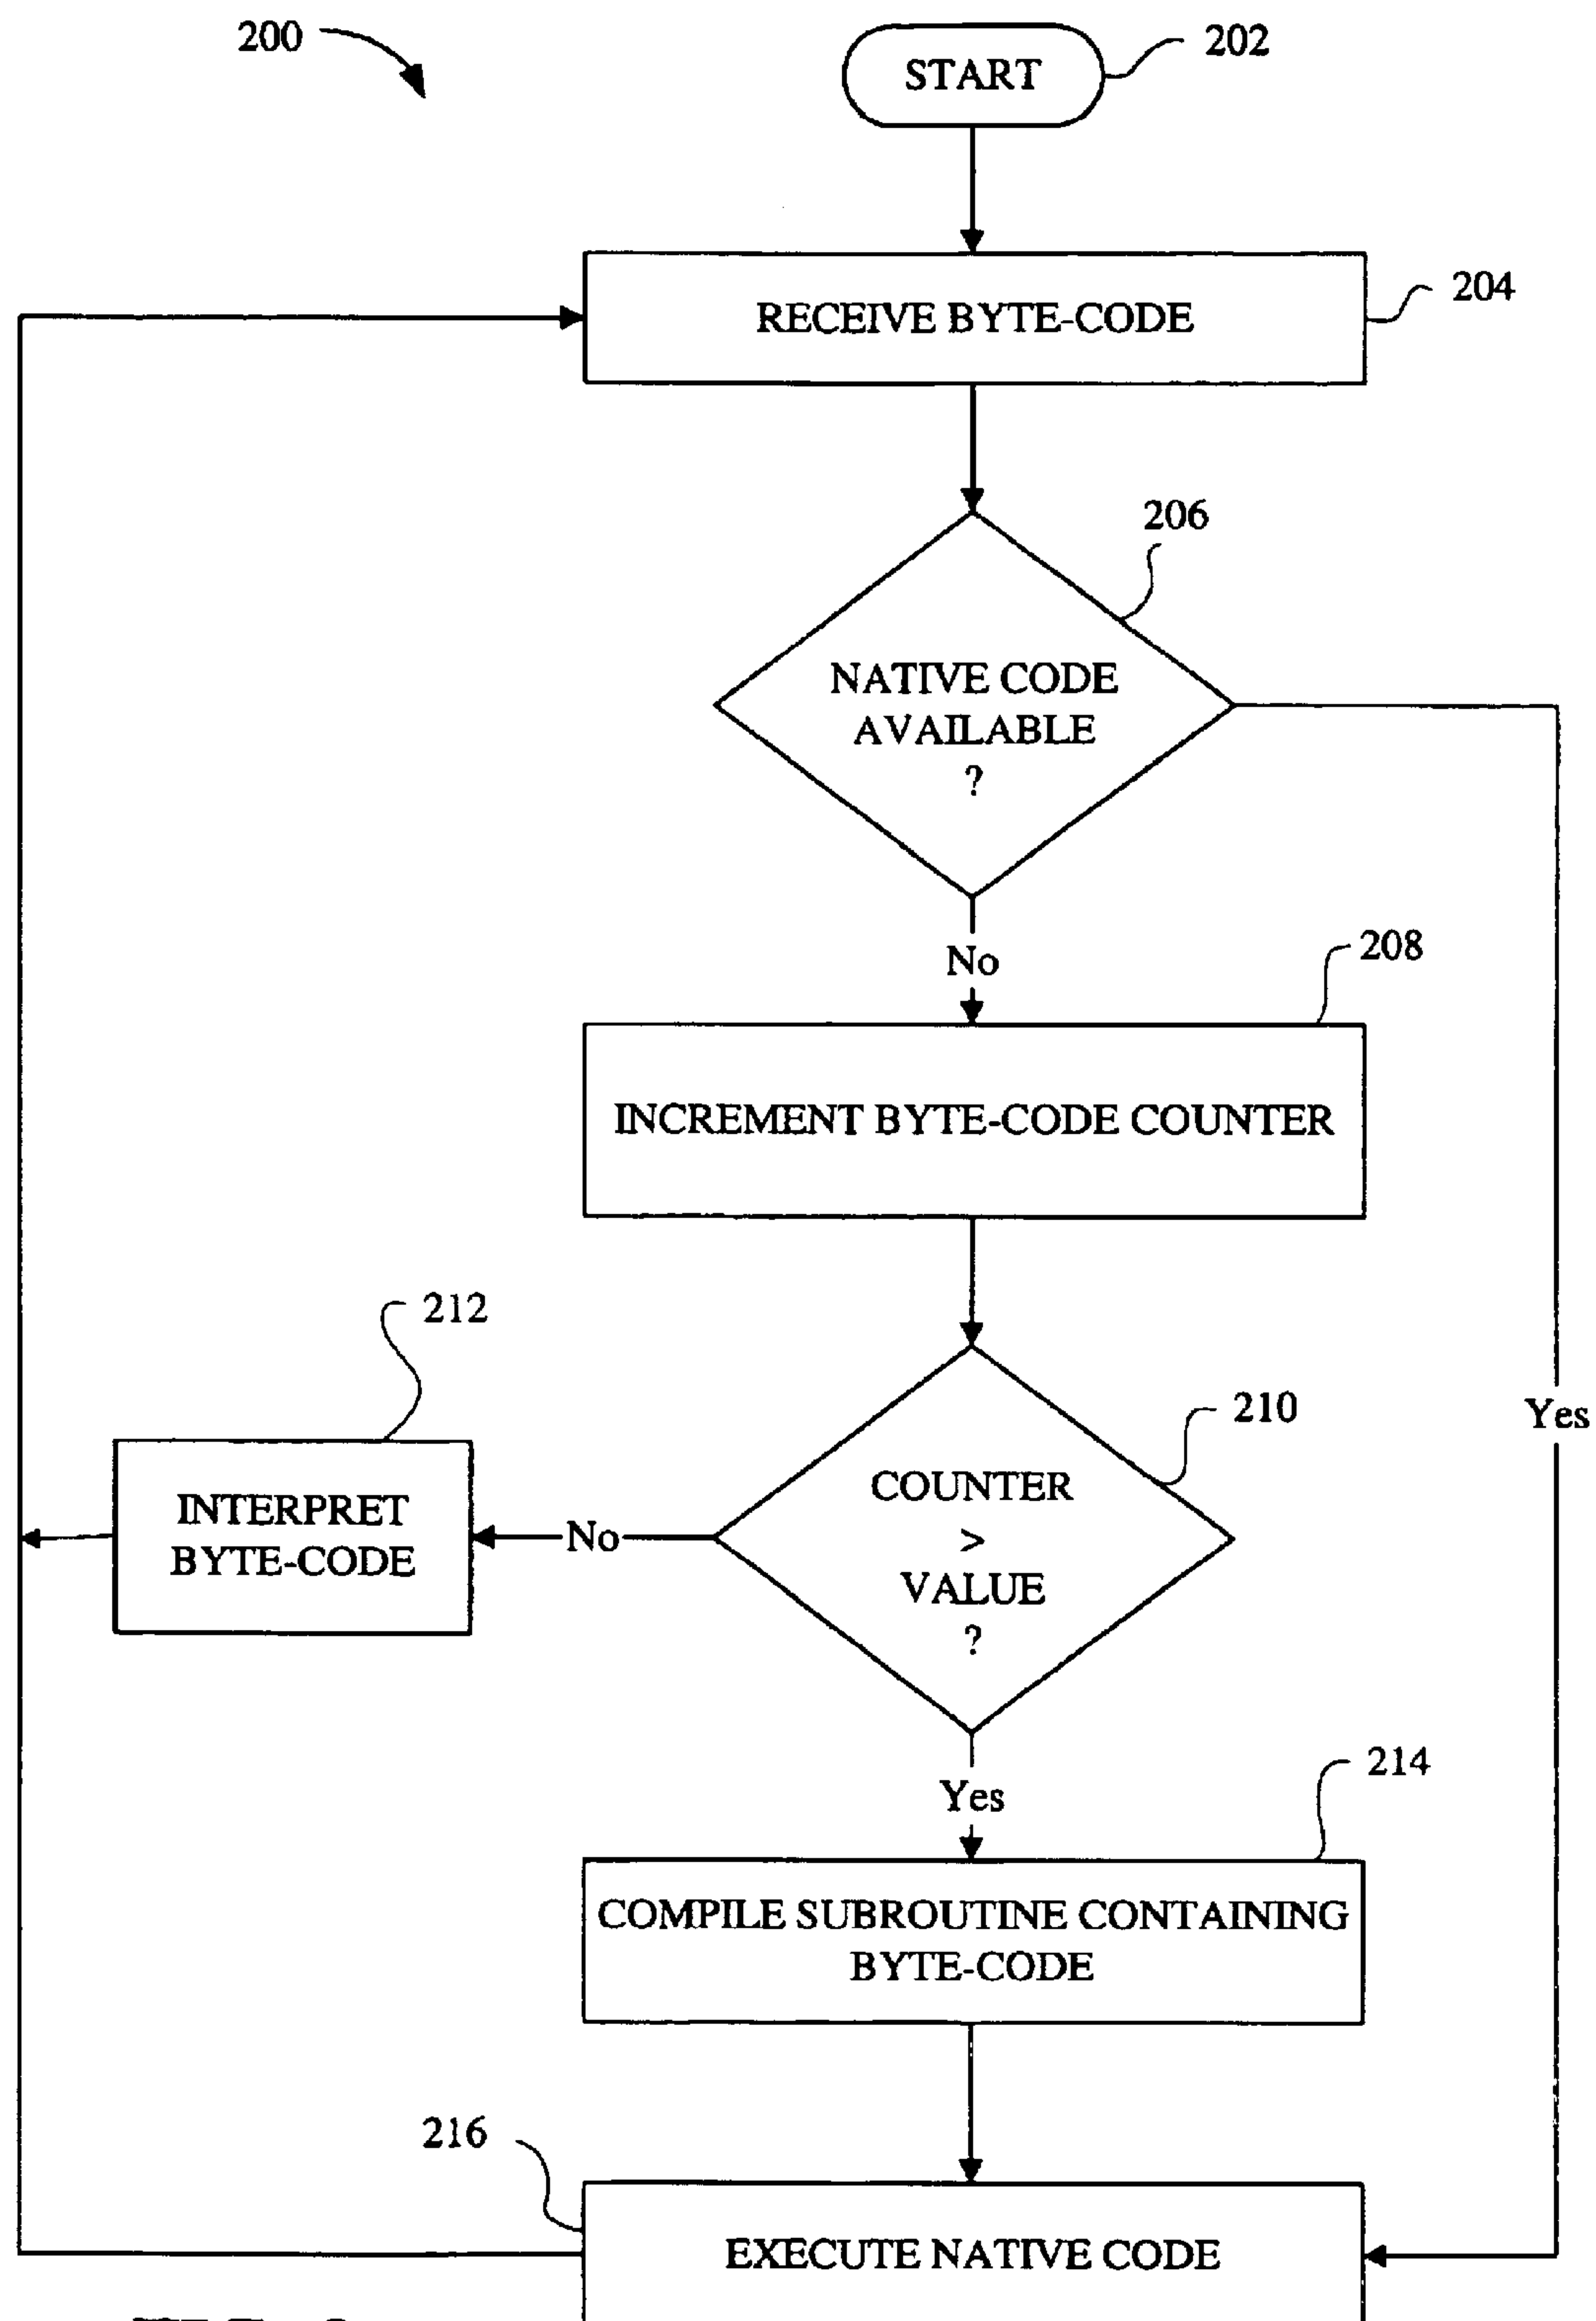 200
START
202
RECEIVE BYTE-CODE
204
206
NATIVE CODE
AVAILABLE
?
No
208
INCREMENT BYTE-CODE COUNTER
212
210
Yes
COUNTER
>
VALUE
?
INTERPRET
BYTE-CODE
No
Yes
214
COMPILE SUBROUTINE CONTAINING
BYTE-CODE
216
EXECUTE NATIVE CODE